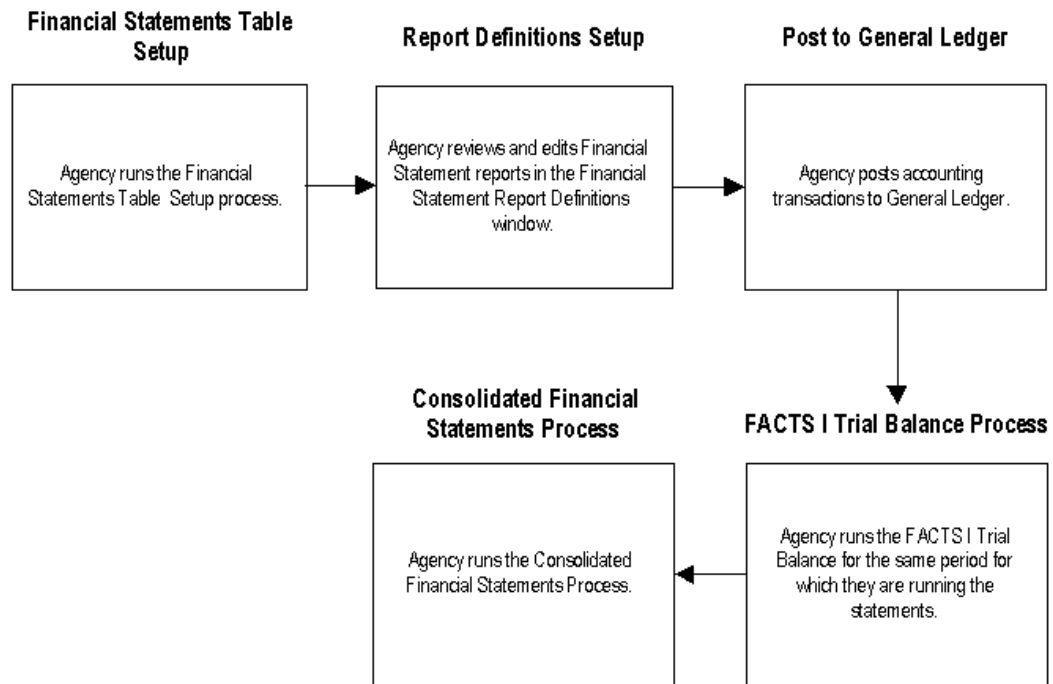 Financial Statements Table
Setup
Agency runs the Financial
Statements Table Setup process.
Report Definitions Setup
Agency reviews and edits Financial
Statement reports in the Financial
Statement Report Definitions
window.
Post to General Ledger
Agency posts accounting
transactions to General Ledger.
FACTS I Trial Balance Process
Agency runs the FACTS I Trial
Balance for the same period for
which they are running the
statements.
Consolidated Financial
Statements Process
Agency runs the Consolidated
Financial Statements Process.